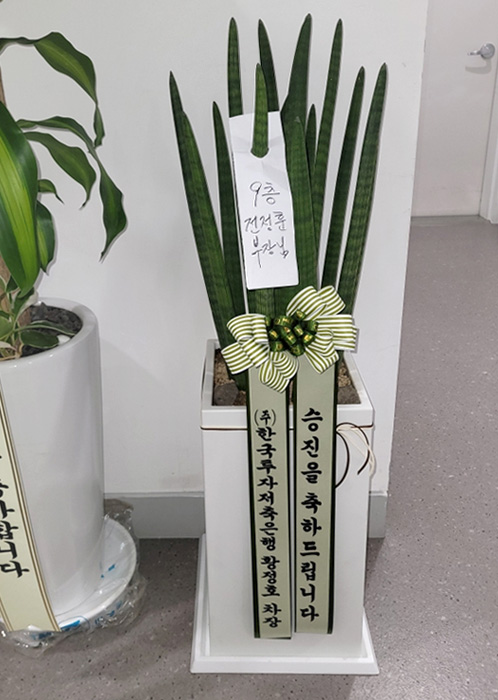 9층
전정훈
부장님
승진을 축하드립니다
(주)한국투자저축은행 황정호 차장